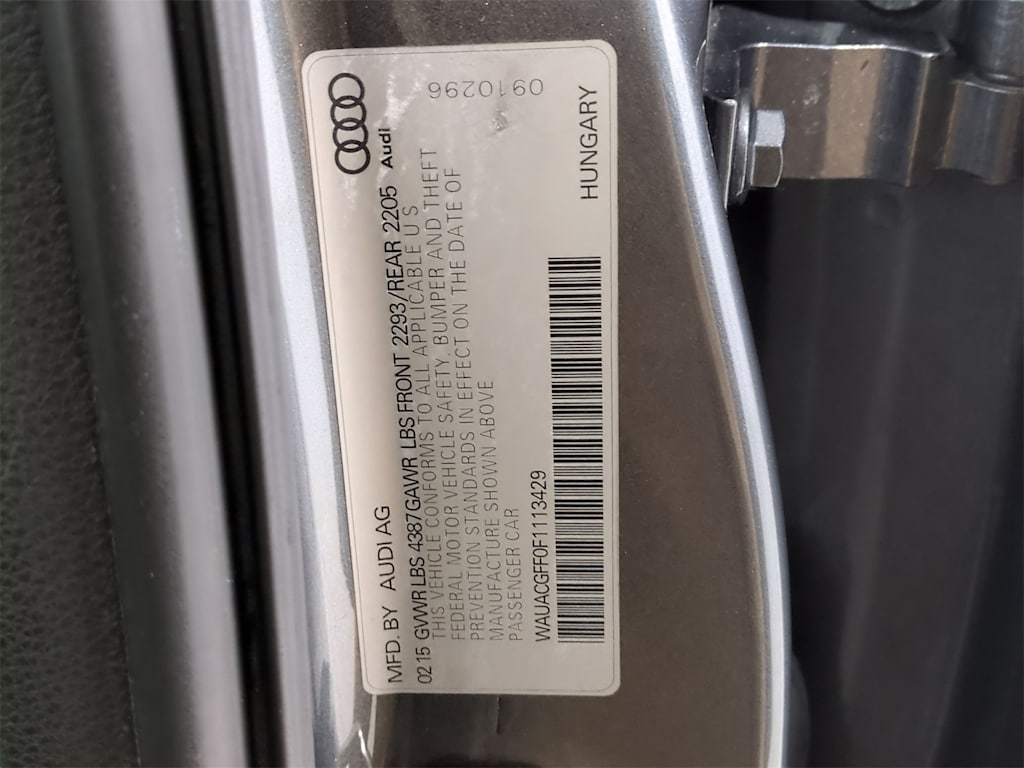 Audi
MFD. BY AUDI AG
0215 GVWR LBS 4387 GAWR LBS FRONT 2293/REAR 2205
THIS VEHICLE CONFORMS TO ALL APPLICABLE U S
FEDERAL MOTOR VEHICLE SAFETY, BUMPER AND THEFT
PREVENTION STANDARDS IN EFFECT ON THE DATE OF
MANUFACTURE SHOWN ABOVE
PASSENGER CAR
WAUACGFF0F1113429
HUNGARY
0910296